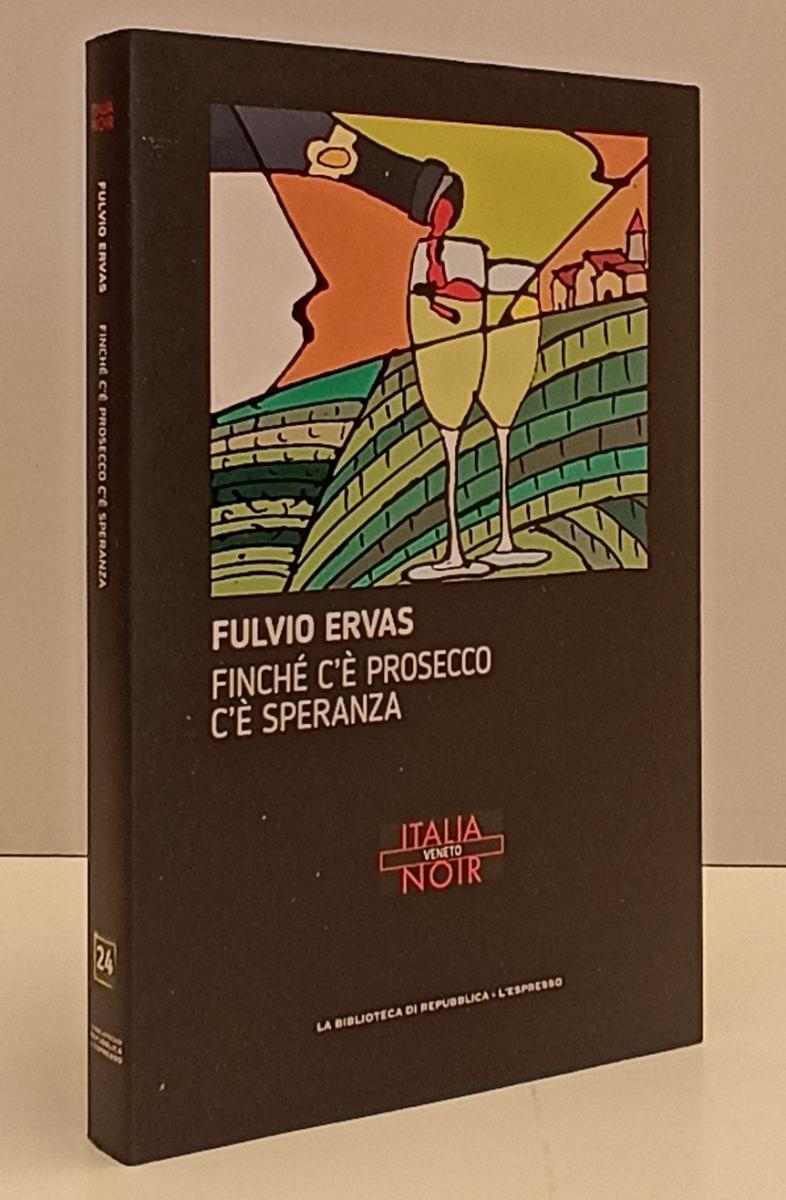 ITALIA
NOIR
FULVIO ERVAS
FINCHÉ C'È PROSECCO C'È SPERANZA
24
FULVIO ERVAS
FINCHÉ C'È PROSECCO
C'È SPERANZA
ITALIA
VENETO
NOIR
LA BIBLIOTECA DI REPUBBLICA • L'ESPRESSO